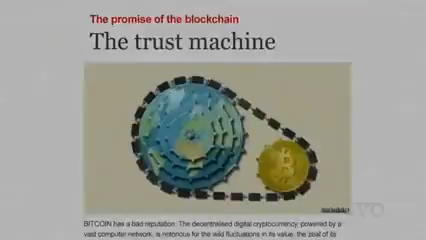 The promise of the blockchain
The trust machine
BITCOIN has a bad reputation. The decentralised digital cryptocurrency, powered by a
vast computer network, is notorious for the wild fluctuations in its value, the zeal of its